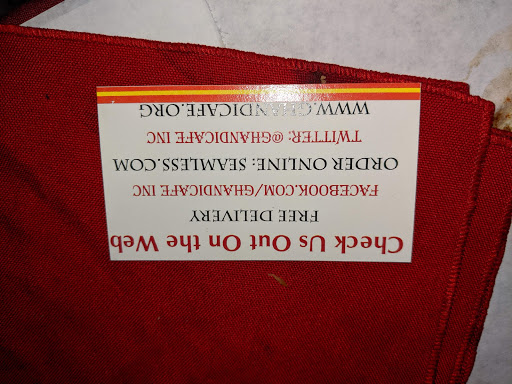 Check Us Out On the Web
FREE DELIVERY
FACEBOOK.COM/GHANDICAFE INC
ORDER ONLINE: SEAMLESS.COM
TWITTER: @GHANDICAFE INC
WWW.GHANDICAFE.ORG